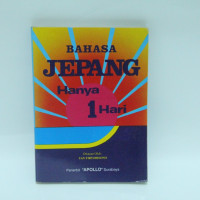 BAHASA
JEPANG
Hanya
1 Hari
Penerbit "APOLLO" Surabaya